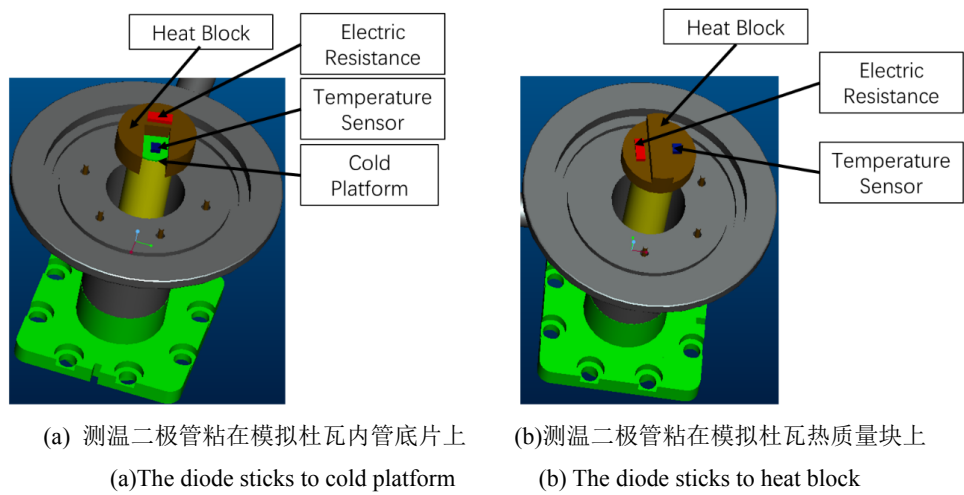 Heat Block
Electric
Resistance
Temperature
Sensor
Cold
Platform
Heat Block
Electric
Resistance
Temperature
Sensor
(a) 测温二极管粘在模拟杜瓦内管底片上
(b)测温二极管粘在模拟杜瓦热质量块上
(a)The diode sticks to cold platform
(b) The diode sticks to heat block